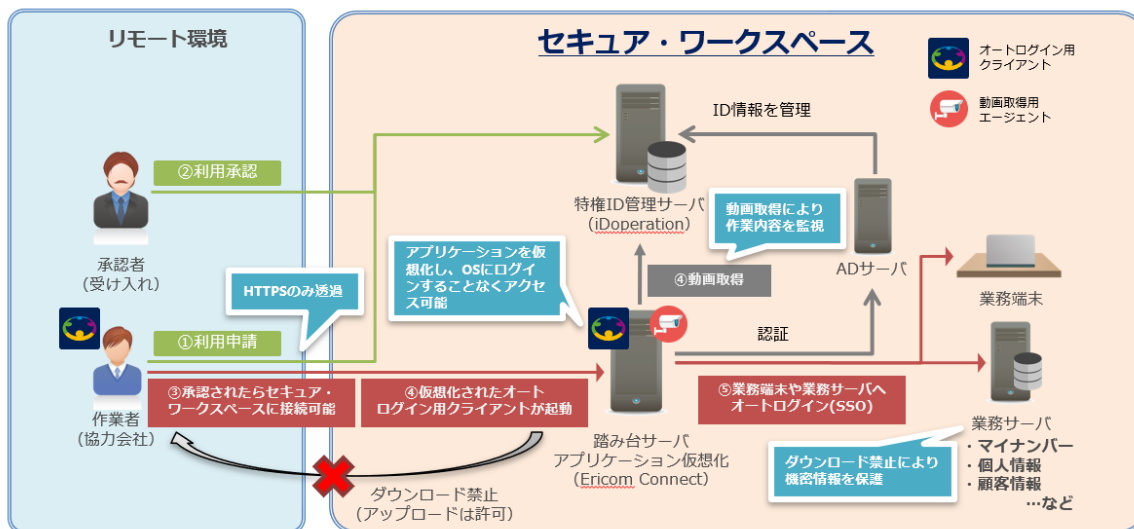 リモート環境
セキュア・ワークスペース
オートログイン用
クライアント
動画取得用
エージェント
ID情報を管理
②利用承認
特権ID管理サーバ
(iDoperation)
動画取得により
作業内容を監視
承認者
(受け入れ)
HTTPSのみ透過
アプリケーションを仮
想化し、OSにログイ
ンすることなくアクセ
ス可能
④動画取得
ADサーバ
業務端末
①利用申請
認証
作業者
(協力会社)
③承認されたらセキュア・
ワークスペースに接続可能
④仮想化されたオート
ログイン用クライアントが起動
⑤業務端末や業務サーバへ
オートログイン(SSO)
踏み台サーバ
アプリケーション仮想化
(Ericom Connect)
業務サーバ
・マイナンバー
・個人情報
・顧客情報
…など
ダウンロード禁止により
機密情報を保護
ダウンロード禁止
(アップロードは許可)